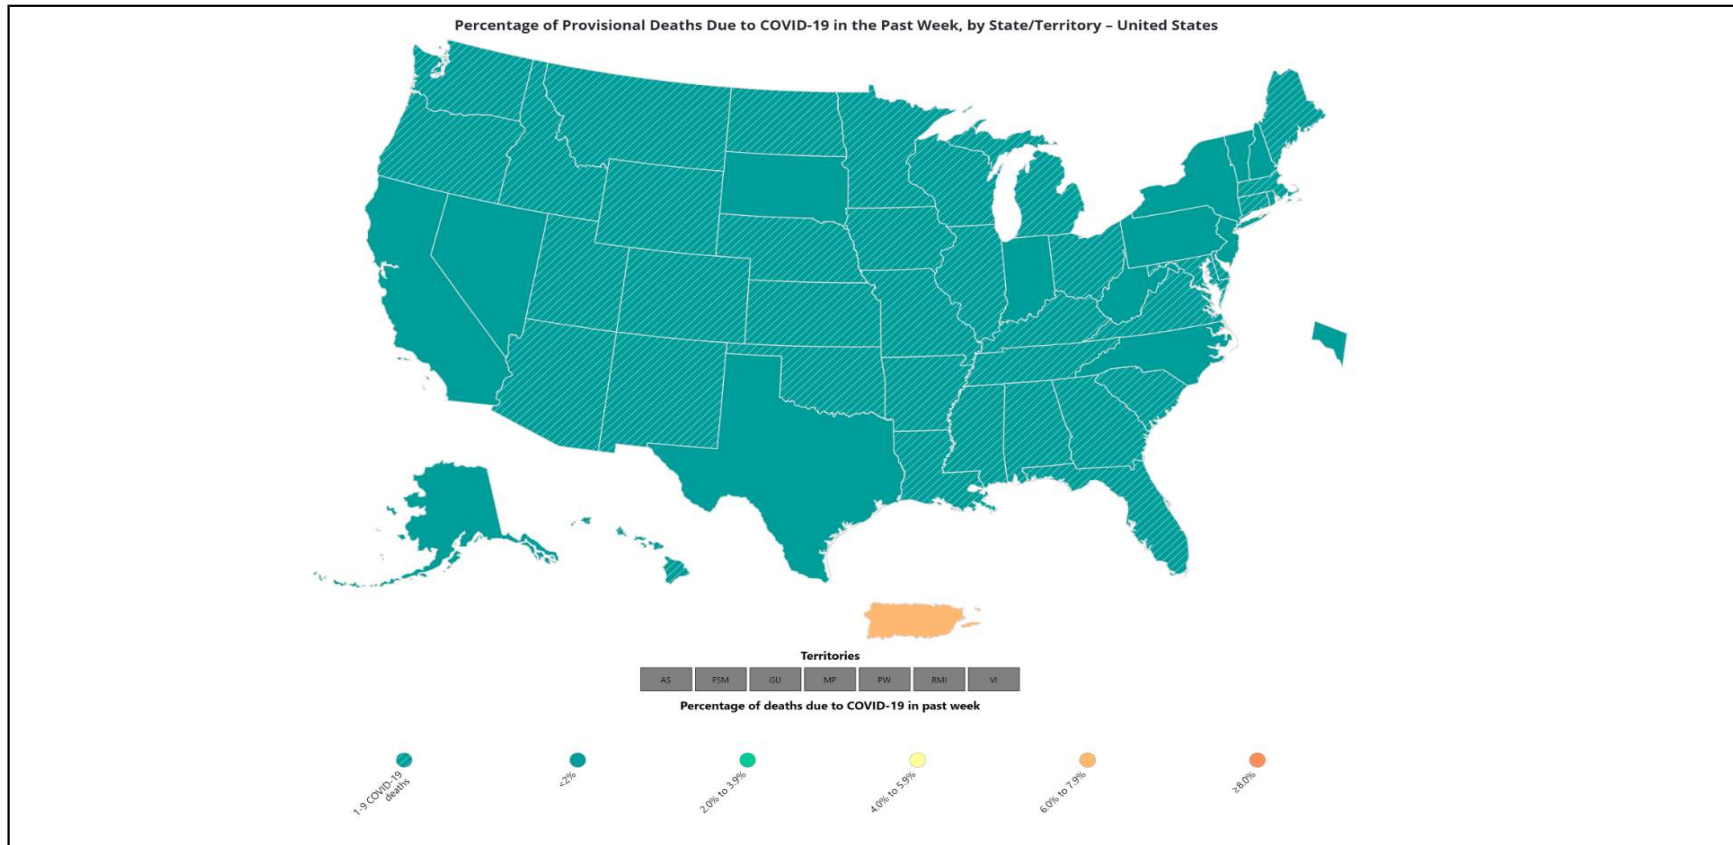 Percentage of Provisional Deaths Due to COVID-19 in the Past Week, by State/Territory – United States
Territories
AS FSM GU MP PW RMI VI
Percentage of deaths due to COVID-19 in past week
1-9 COVID-19
deaths
<2%
2.0% to 3.9%
4.0% to 5.9%
6.0% to 7.9%
≥8.0%